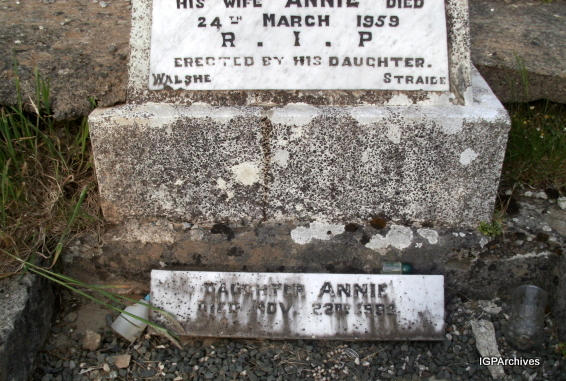 HIS WIFE ANNIE DIED
24TH MARCH 1959
R. I. P
ERECTED BY HIS DAUGHTER.
WALSHE STRAIDE
DAUGHTER ANNIE
DIED NOV. 22ND
IGPArchives